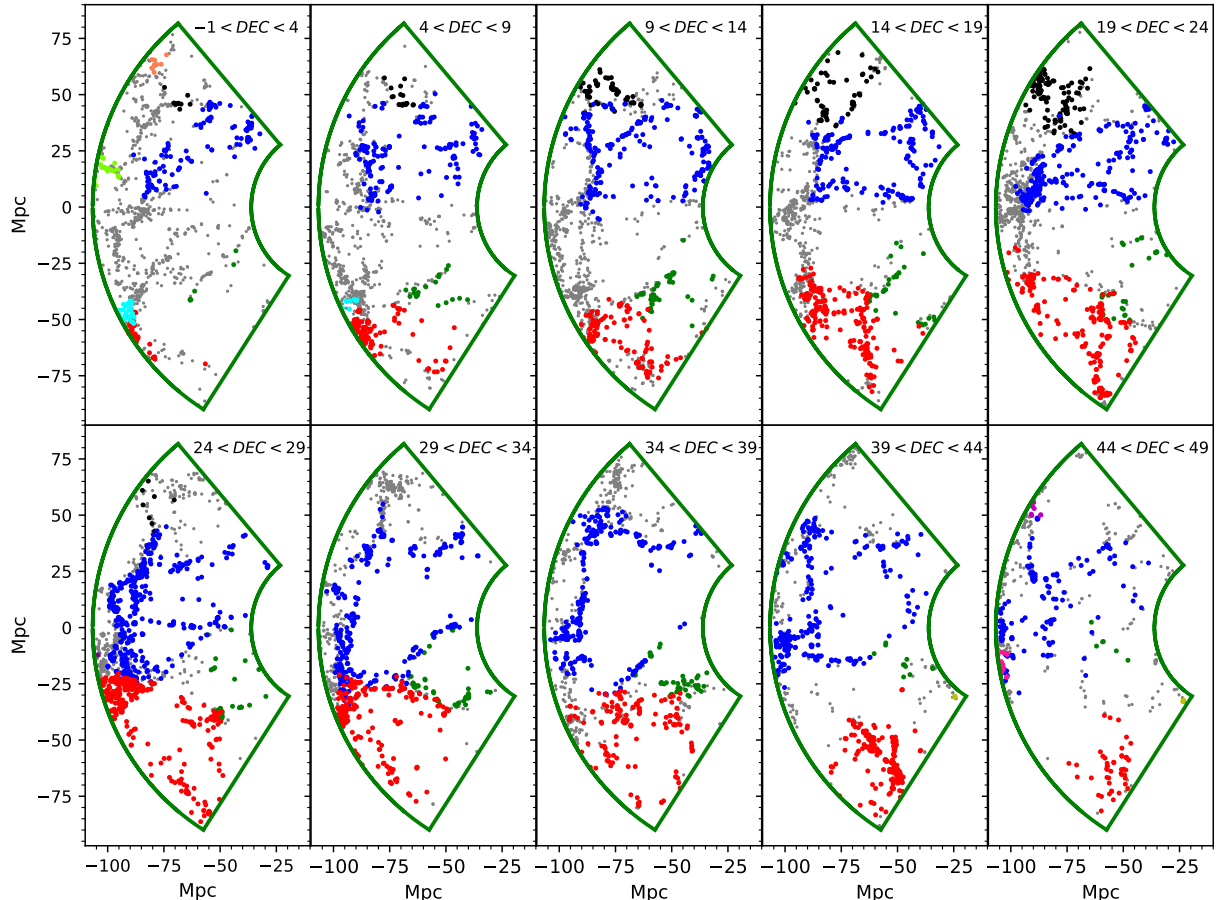 −1 < DEC < 4
4 < DEC < 9
9 < DEC < 14
14 < DEC < 19
19 < DEC < 24
75
50
25
0
−25
−50
−75
Mpc
24 < DEC < 29
29 < DEC < 34
34 < DEC < 39
39 < DEC < 44
44 < DEC < 49
75
50
25
0
−25
−50
−75
Mpc
−100 −75 −50 −25
−100 −75 −50 −25
−100 −75 −50 −25
−100 −75 −50 −25
−100 −75 −50 −25
Mpc
Mpc
Mpc
Mpc
Mpc